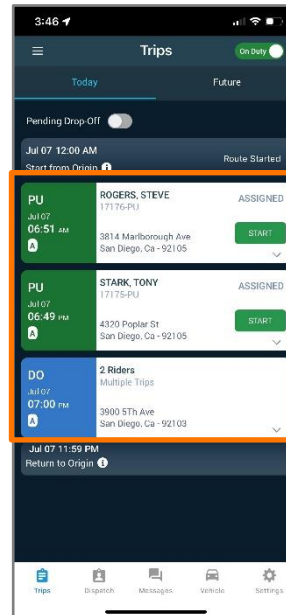 3:46
Trips
On Duty
Today
Future
Pending Drop-Off
Jul 07 12:00 AM
Start from Origin
Route Started
PU
Jul 07
06:51 AM
A
ROGERS, STEVE
17176-PU
ASSIGNED
3814 Marlborough Ave
San Diego, Ca - 92105
START
PU
Jul 07
06:49 PM
A
STARK, TONY
17175-PU
ASSIGNED
4320 Poplar St
San Diego, Ca - 92105
START
DO
Jul 07
07:00 PM
A
2 Riders
Multiple Trips
3900 5Th Ave
San Diego, Ca - 92103
Jul 07 11:59 PM
Return to Origin
Trips
Dispatch
Messages
Vehicle
Settings